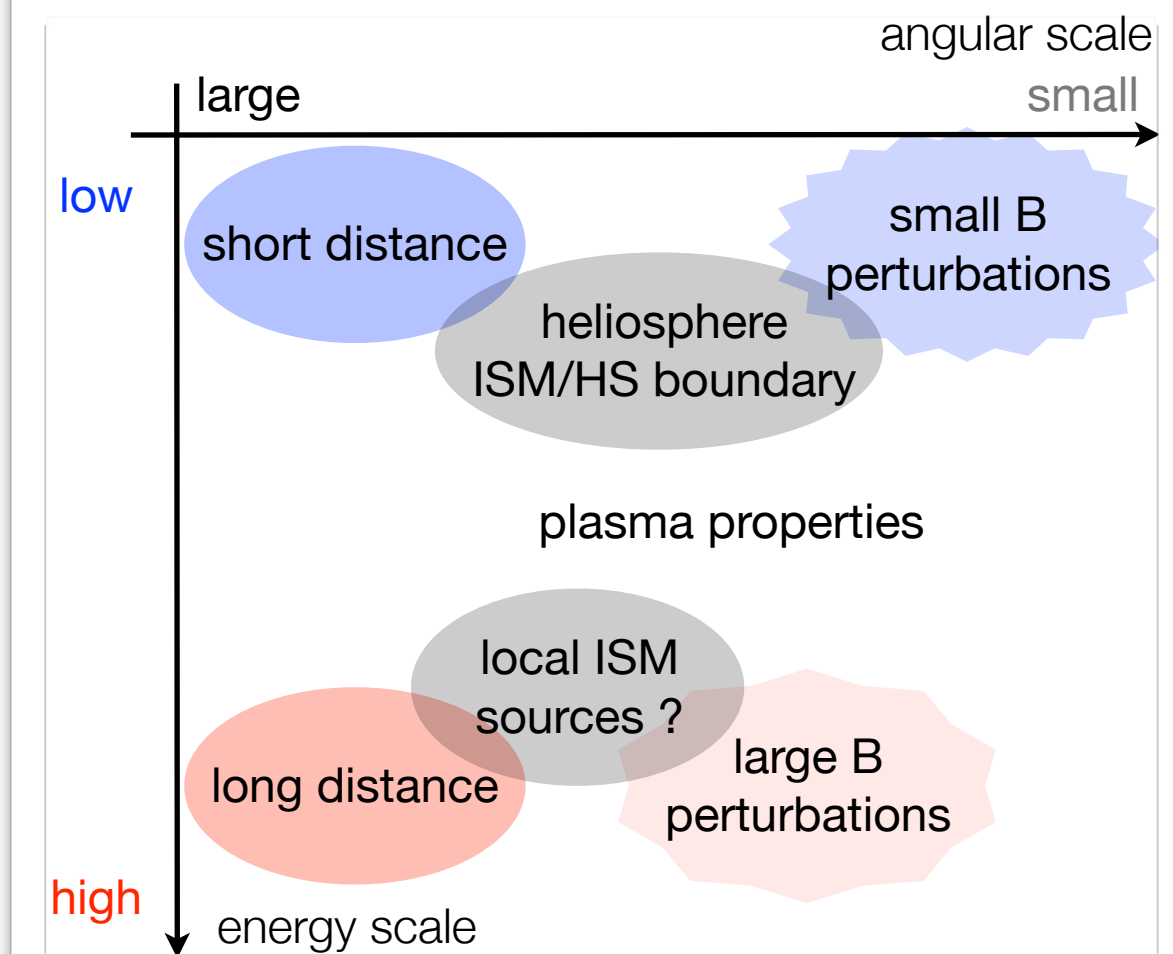 angular scale
large
small
low
short distance
small B
perturbations
heliosphere
ISM/HS boundary
plasma properties
local ISM
sources ?
long distance
large B
perturbations
high
energy scale